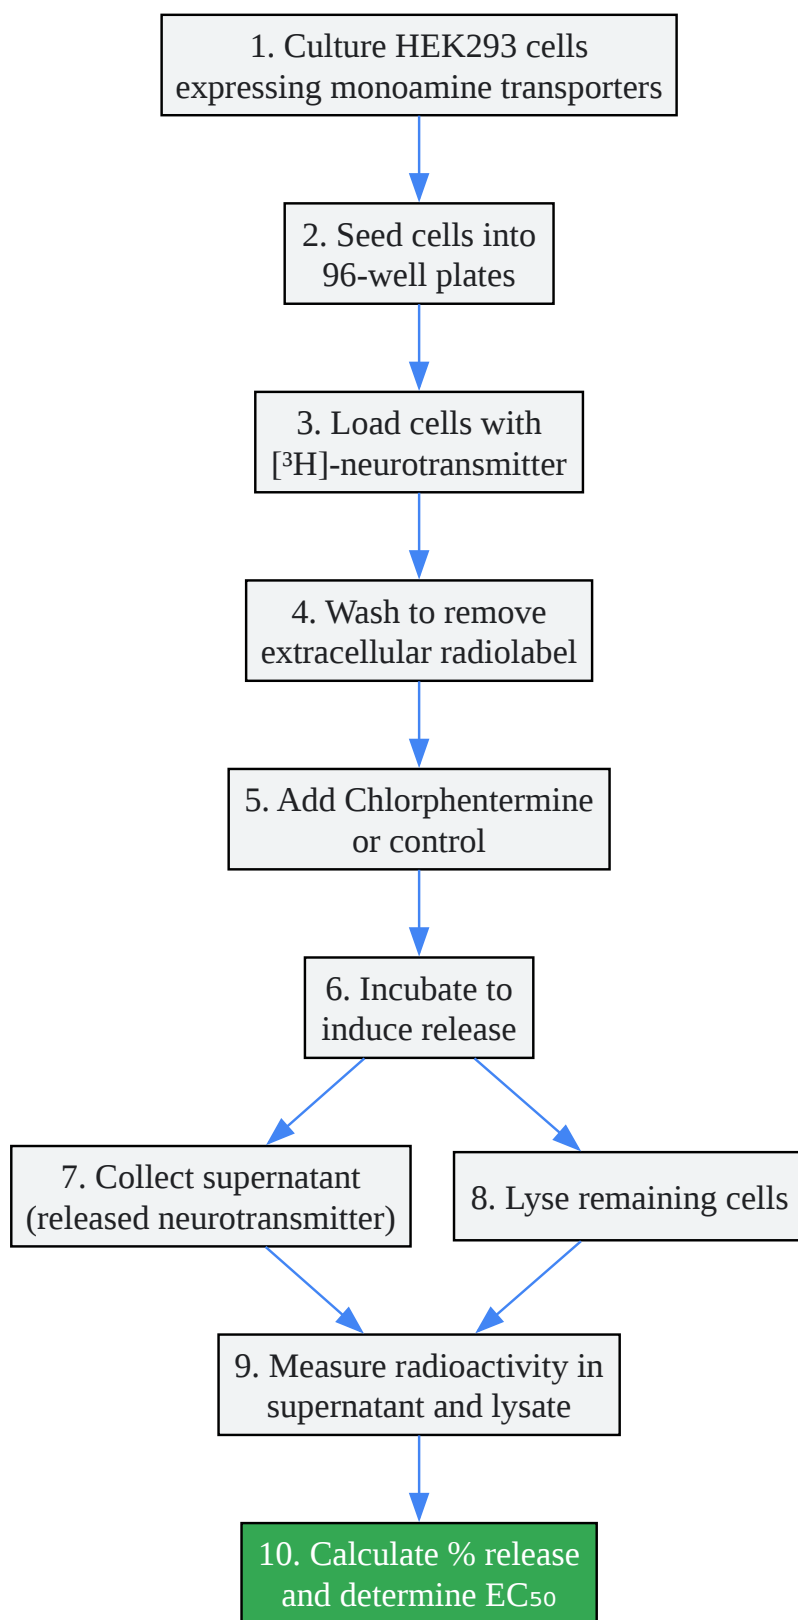 1. Culture HEK293 cells
expressing monoamine transporters
2. Seed cells into
96-well plates
3. Load cells with
[³H]-neurotransmitter
4. Wash to remove
extracellular radiolabel
5. Add Chlorphentermine
or control
6. Incubate to
induce release
7. Collect supernatant
(released neurotransmitter)
8. Lyse remaining cells
9. Measure radioactivity in
supernatant and lysate
10. Calculate % release
and determine EC₅₀